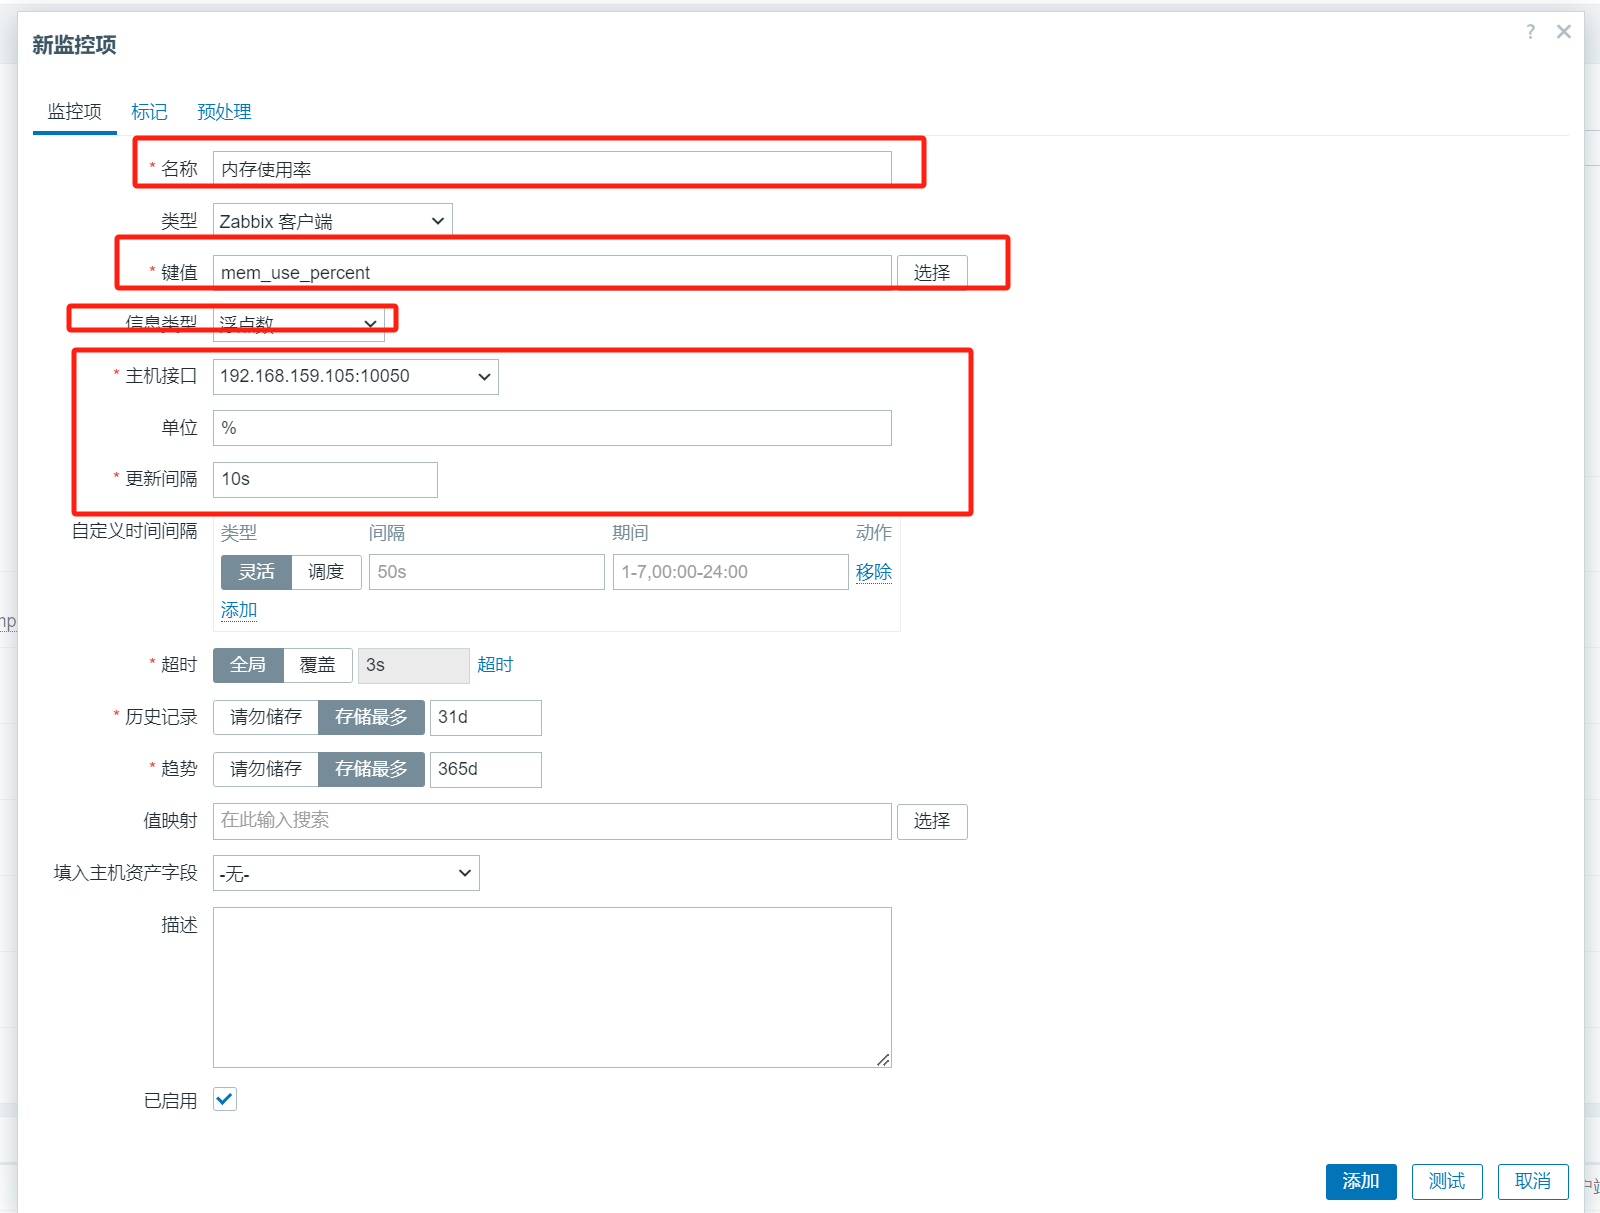 新监控项
?
监控项 标记 预处理
* 名称 内存使用率
类型 Zabbix 客户端
* 键值 mem_use_percent 选择
信息类型 浮点数
* 主机接口 192.168.159.105:10050
单位 %
* 更新间隔 10s
自定义时间间隔 类型 间隔 期间 动作
灵活 调度 50s 1-7,00:00-24:00 移除
添加
* 超时 全局 覆盖 3s 超时
* 历史记录 请勿储存 存储最多 31d
* 趋势 请勿储存 存储最多 365d
值映射 在此输入搜索 选择
填入主机资产字段 -无-
描述
已启用
添加 测试 取消